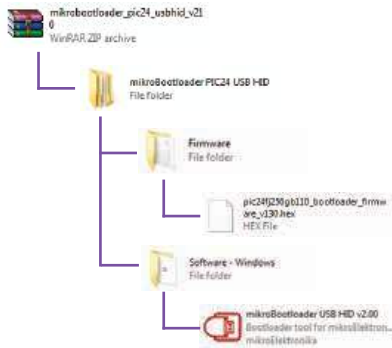 mikrobootloader_pic24_usbhid_v21
0
WinRAR ZIP archive
mikroBootloader PIC24 USB HID
File folder
Firmware
File folder
pic24fj256gb110_bootloader_firmw
are_v130.hex
HEX File
Software - Windows
File folder
mikroBootloader USB HID v2.00
Bootloader tool for mikroElektron...
mikroElektronika